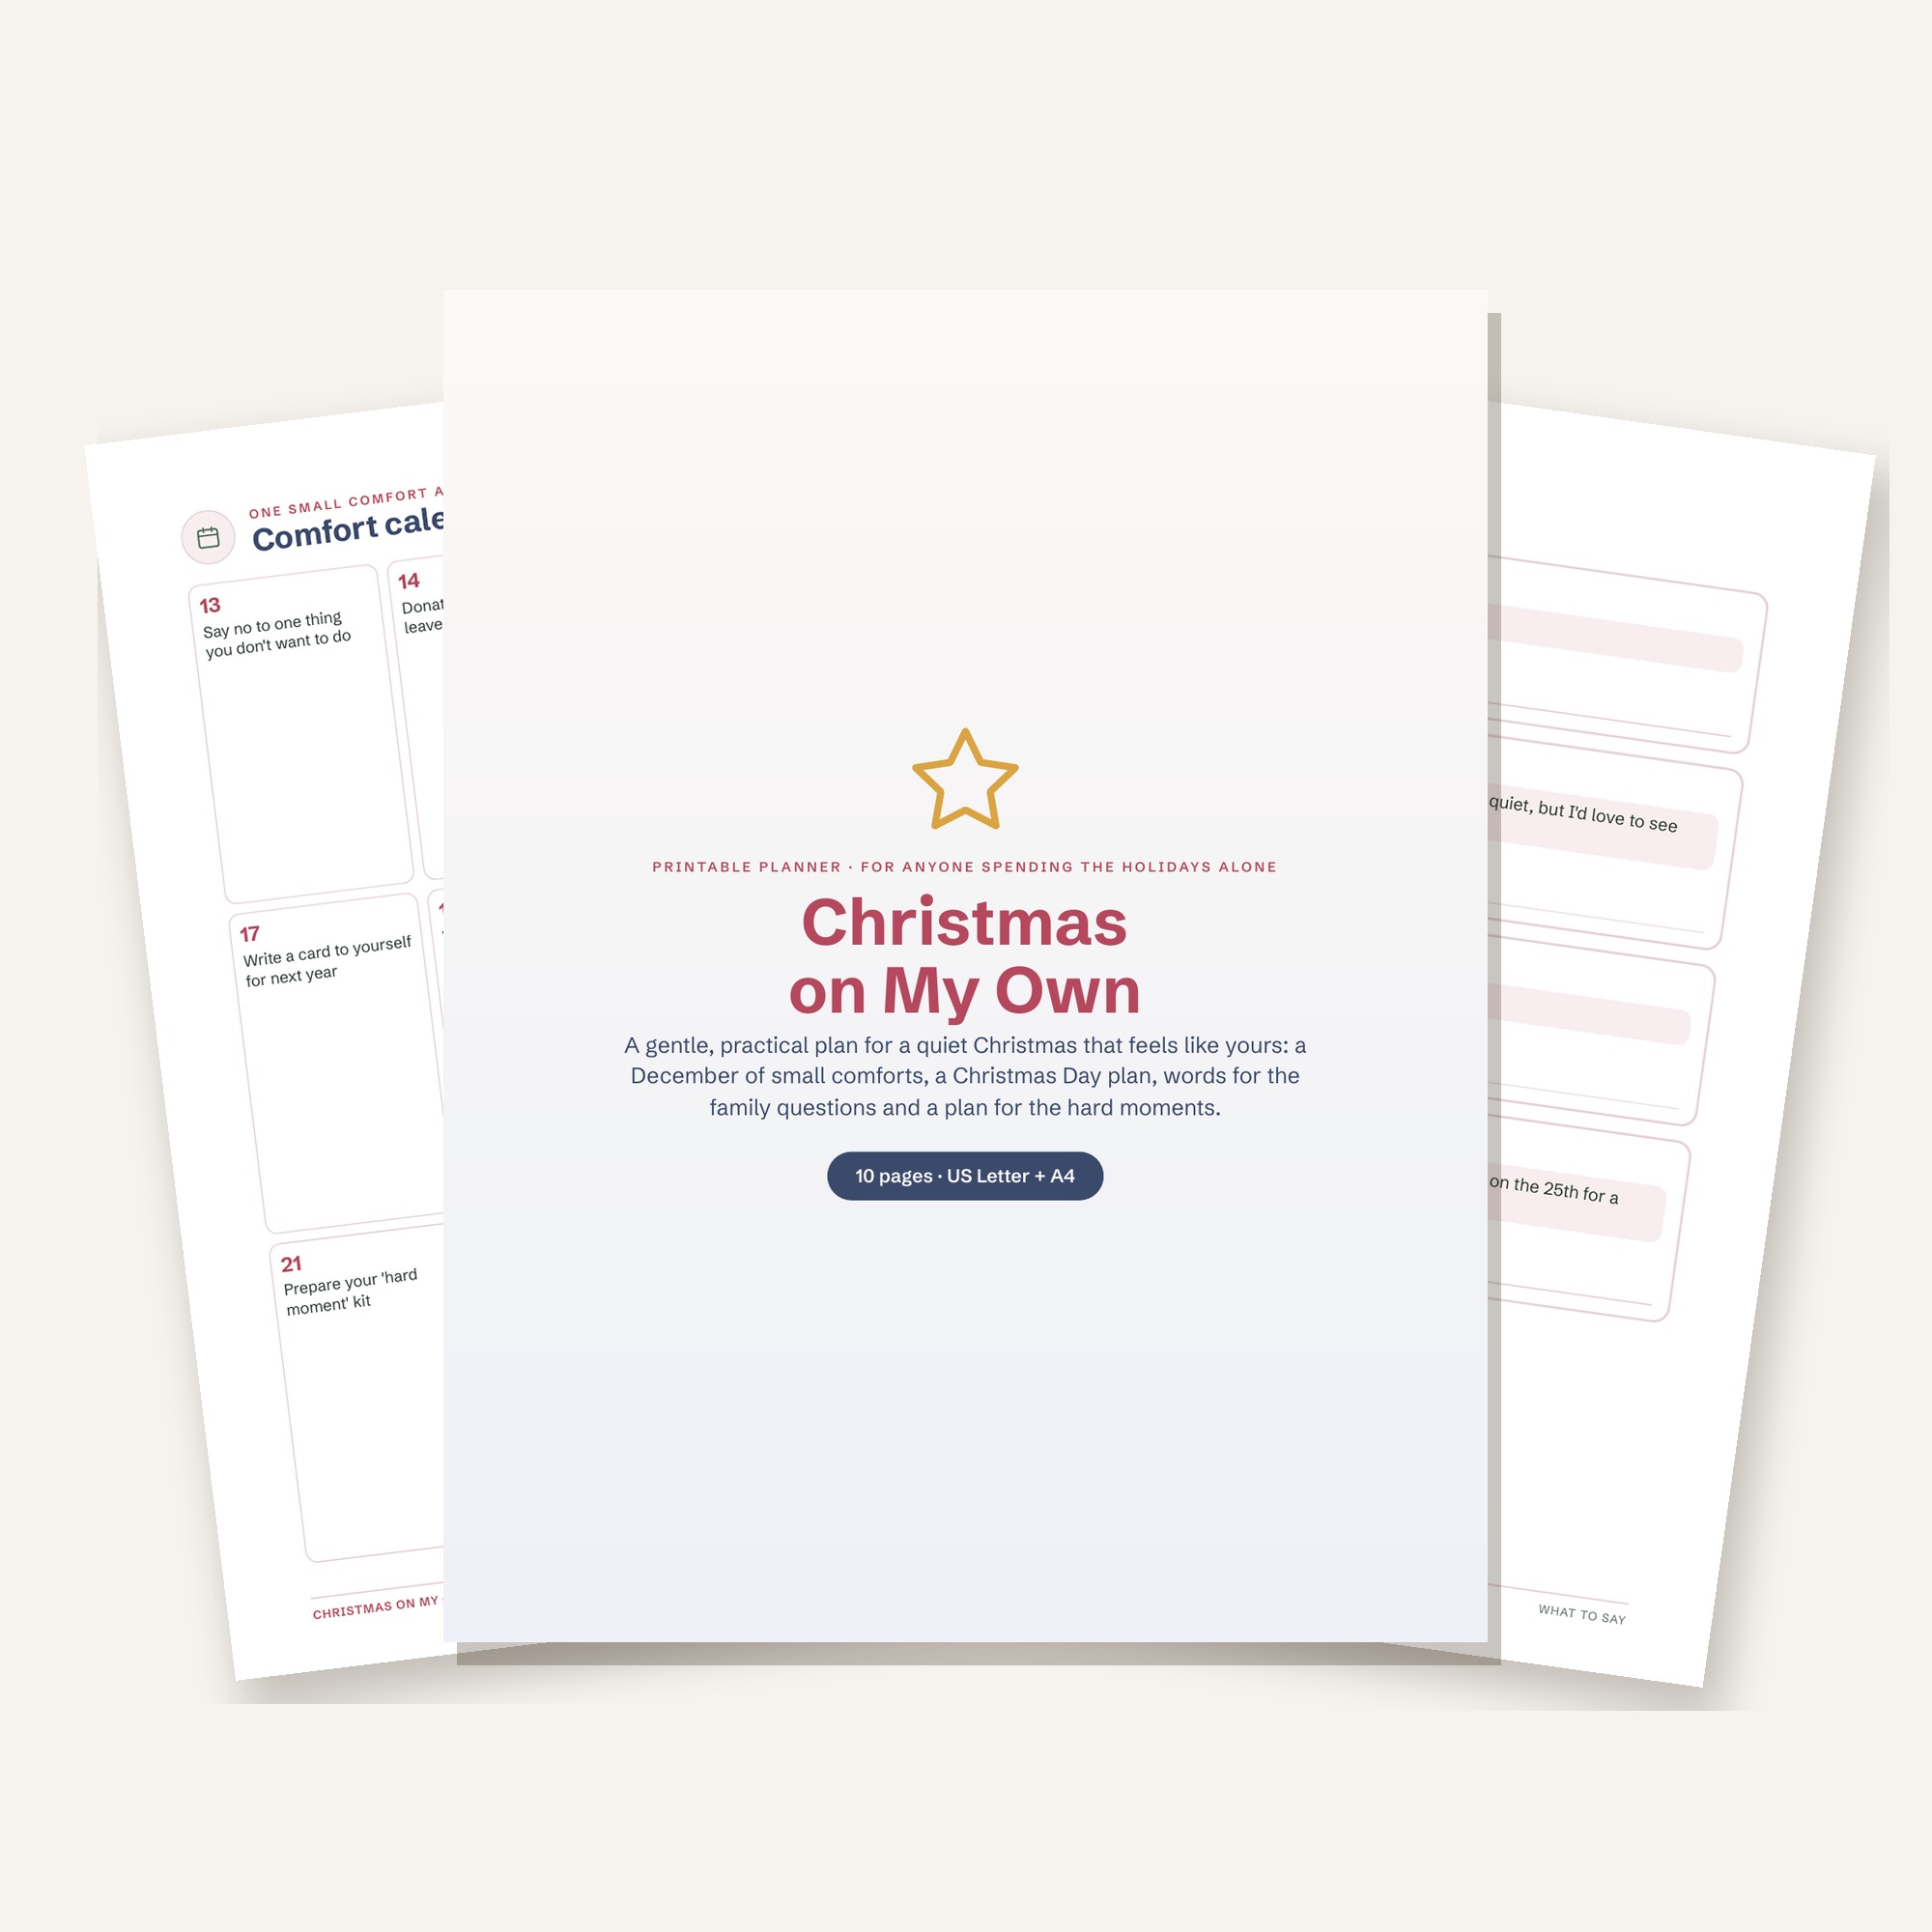 ONE SMALL COMFORT A
Comfort cale
13
Say no to one thing
you don't want to do
14
Donat
leave
17
Write a card to yourself
for next year
21
Prepare your 'hard
moment' kit
CHRISTMAS ON MY
PRINTABLE PLANNER · FOR ANYONE SPENDING THE HOLIDAYS ALONE
Christmas
on My Own
A gentle, practical plan for a quiet Christmas that feels like yours: a
December of small comforts, a Christmas Day plan, words for the
family questions and a plan for the hard moments.
10 pages · US Letter + A4
quiet, but I'd love to see
on the 25th for a
WHAT TO SAY